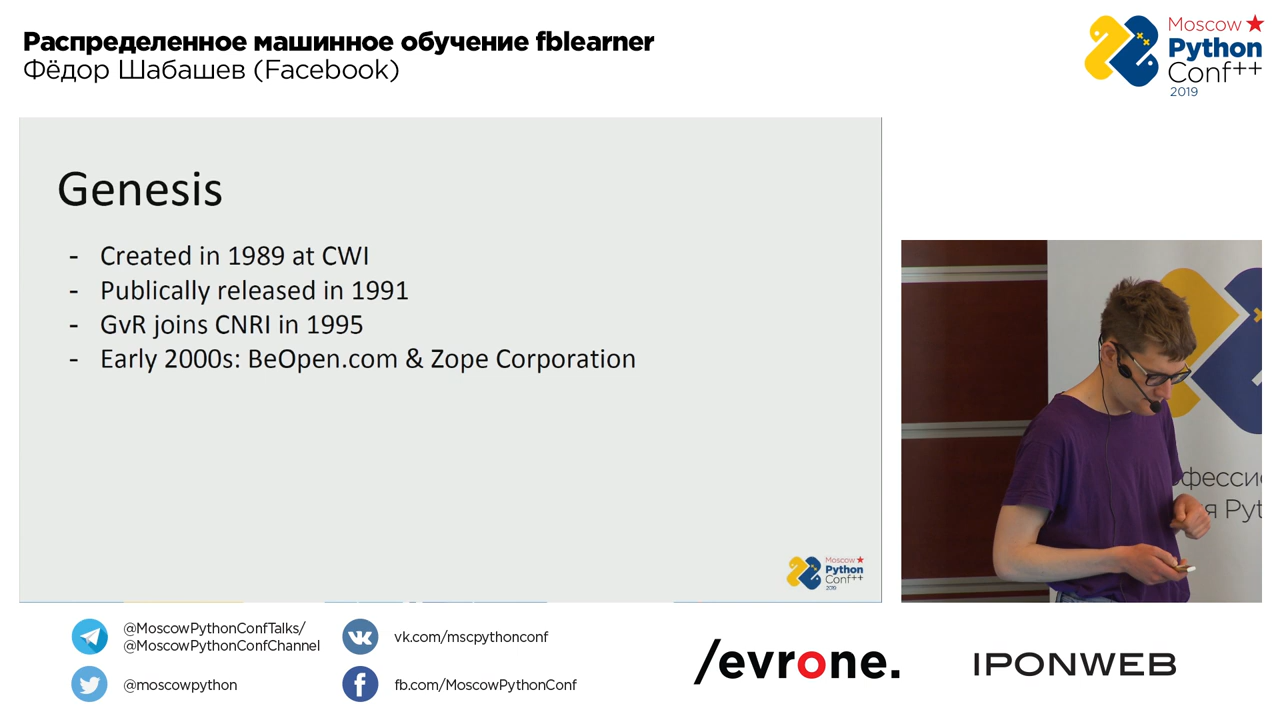 Распределенное машинное обучение fblearner
Фёдор Шабашев (Facebook)
Moscow
Python
Conf++
2019
Genesis
- Created in 1989 at CWI
- Publically released in 1991
- GvR joins CNRI in 1995
- Early 2000s: BeOpen.com & Zope Corporation
Moscow
Python
Conf++
2019
офесси
я Pyt
@MoscowPythonConfTalks/
@MoscowPythonConfChannel
vk.com/mscpythonconf
@moscowpython
fb.com/MoscowPythonConf
/evrone.
IPONWEB